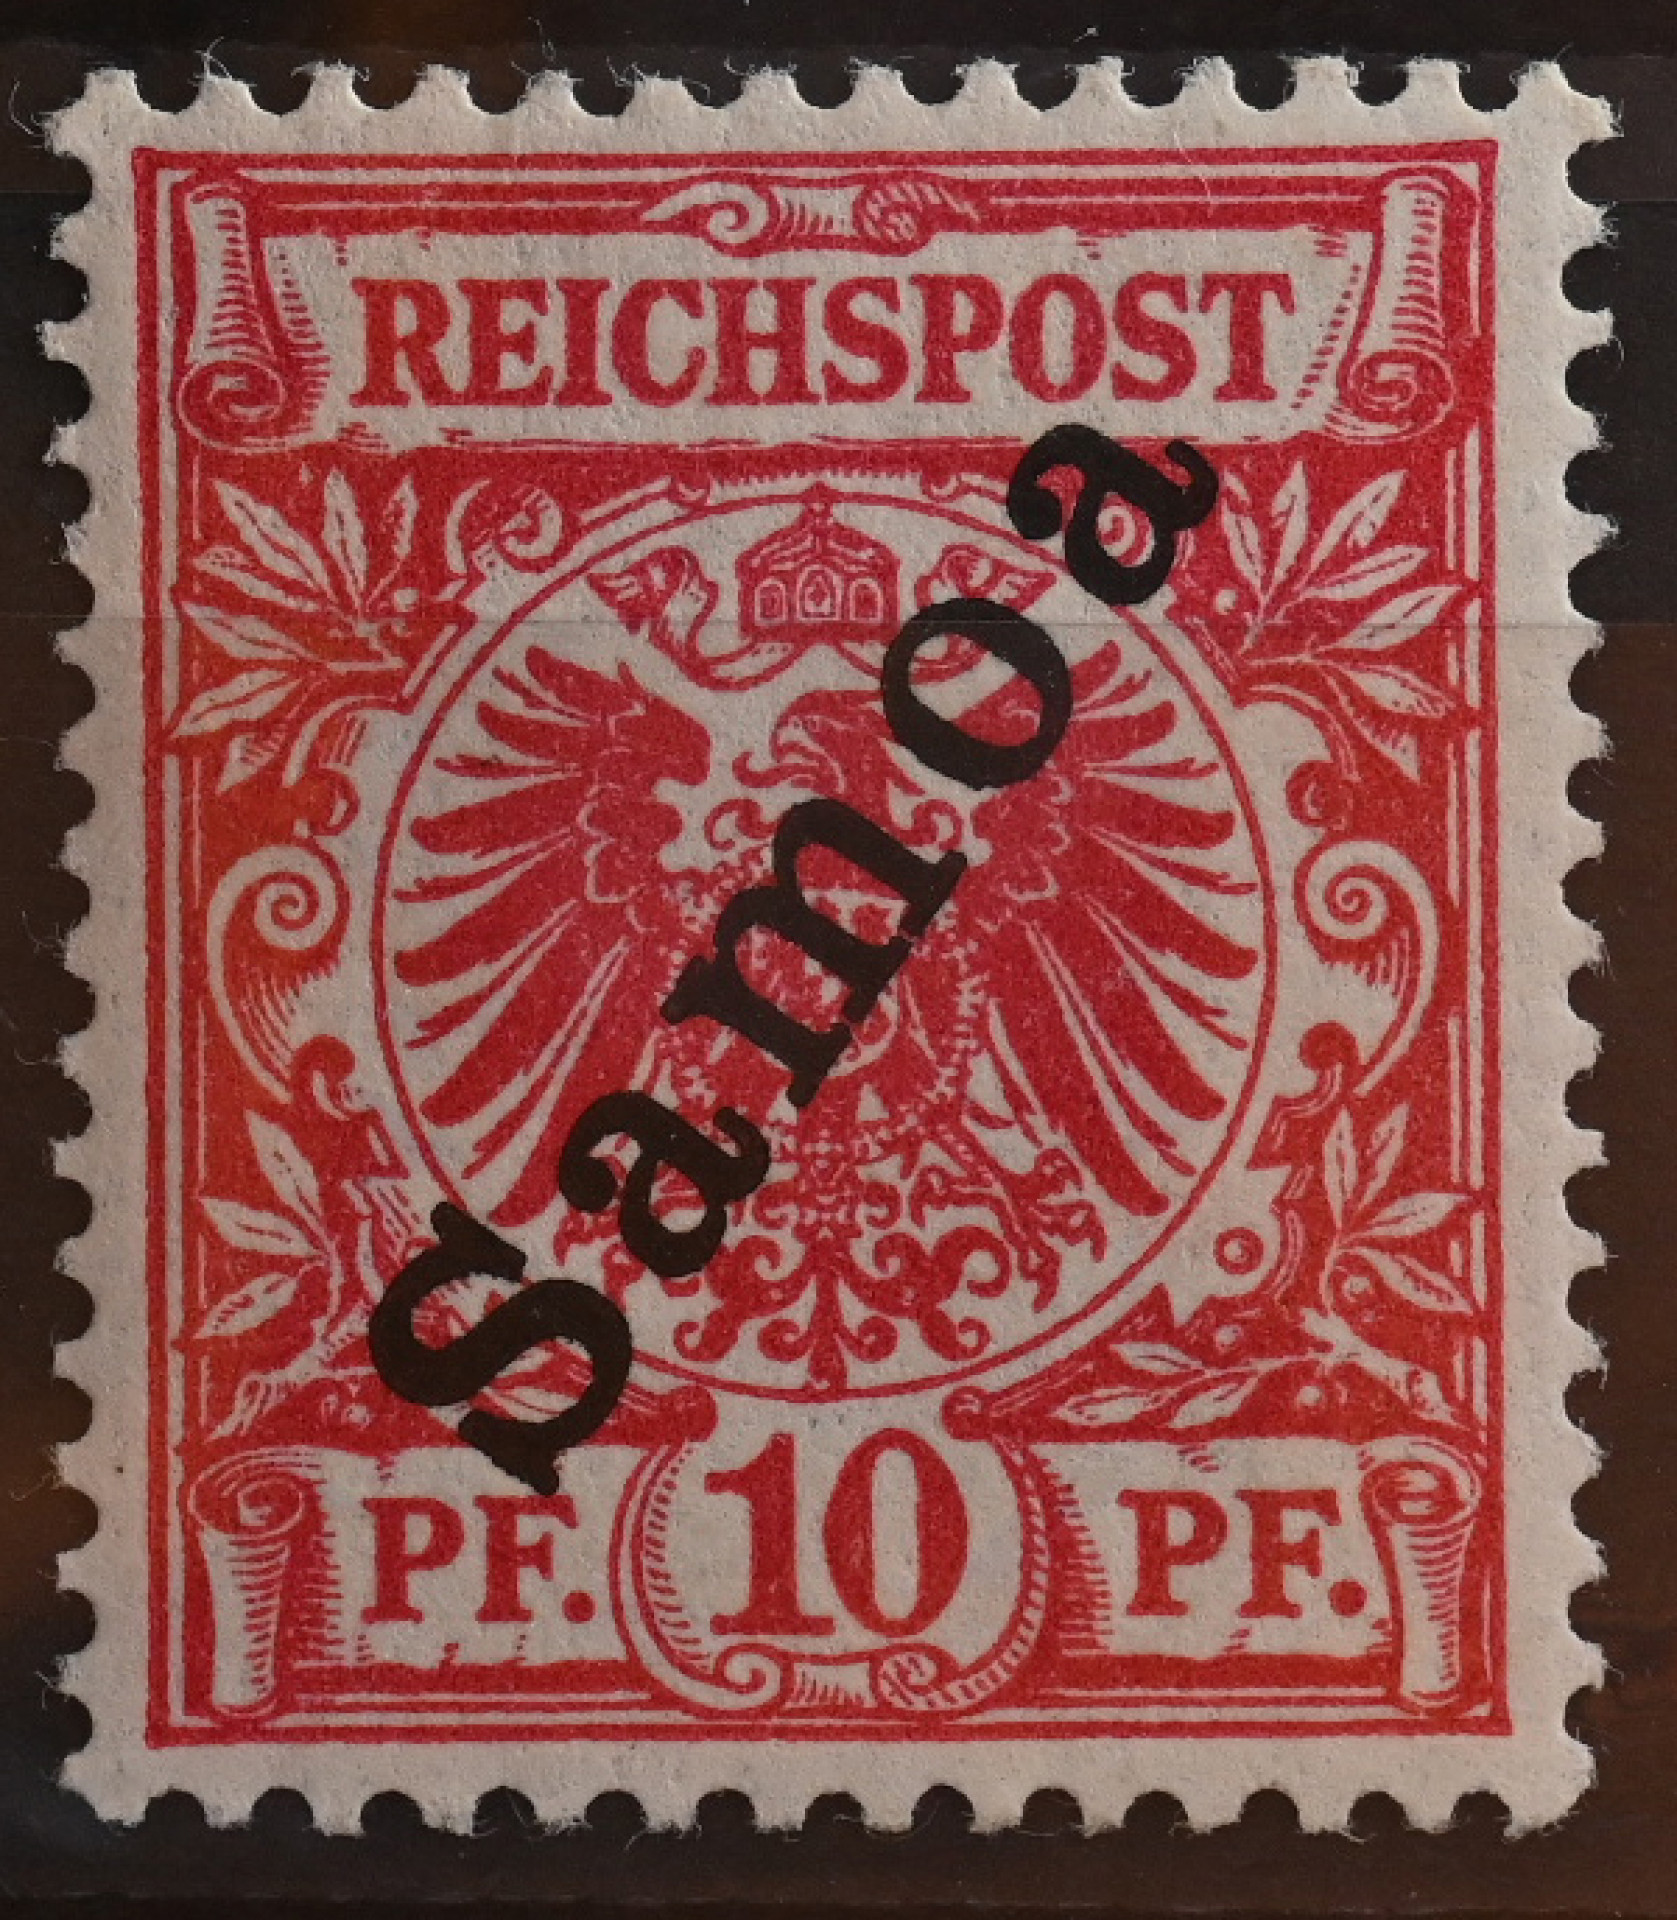 REICHSPOST
Samoa
PF. 10 PF.